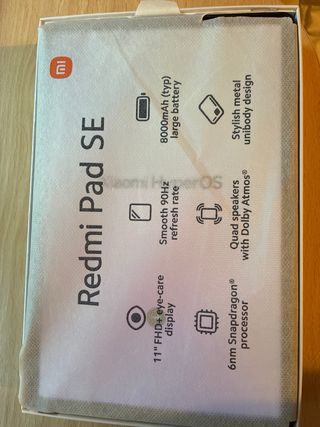 mi
Redmi Pad SE
Xiaomi HyperOS
11" FHD+ eye-care
display
Smooth 90Hz
refresh rate
8000mAh (typ)
large battery
6nm Snapdragon®
processor
Quad speakers
with Dolby Atmos®
Stylish metal
unibody design